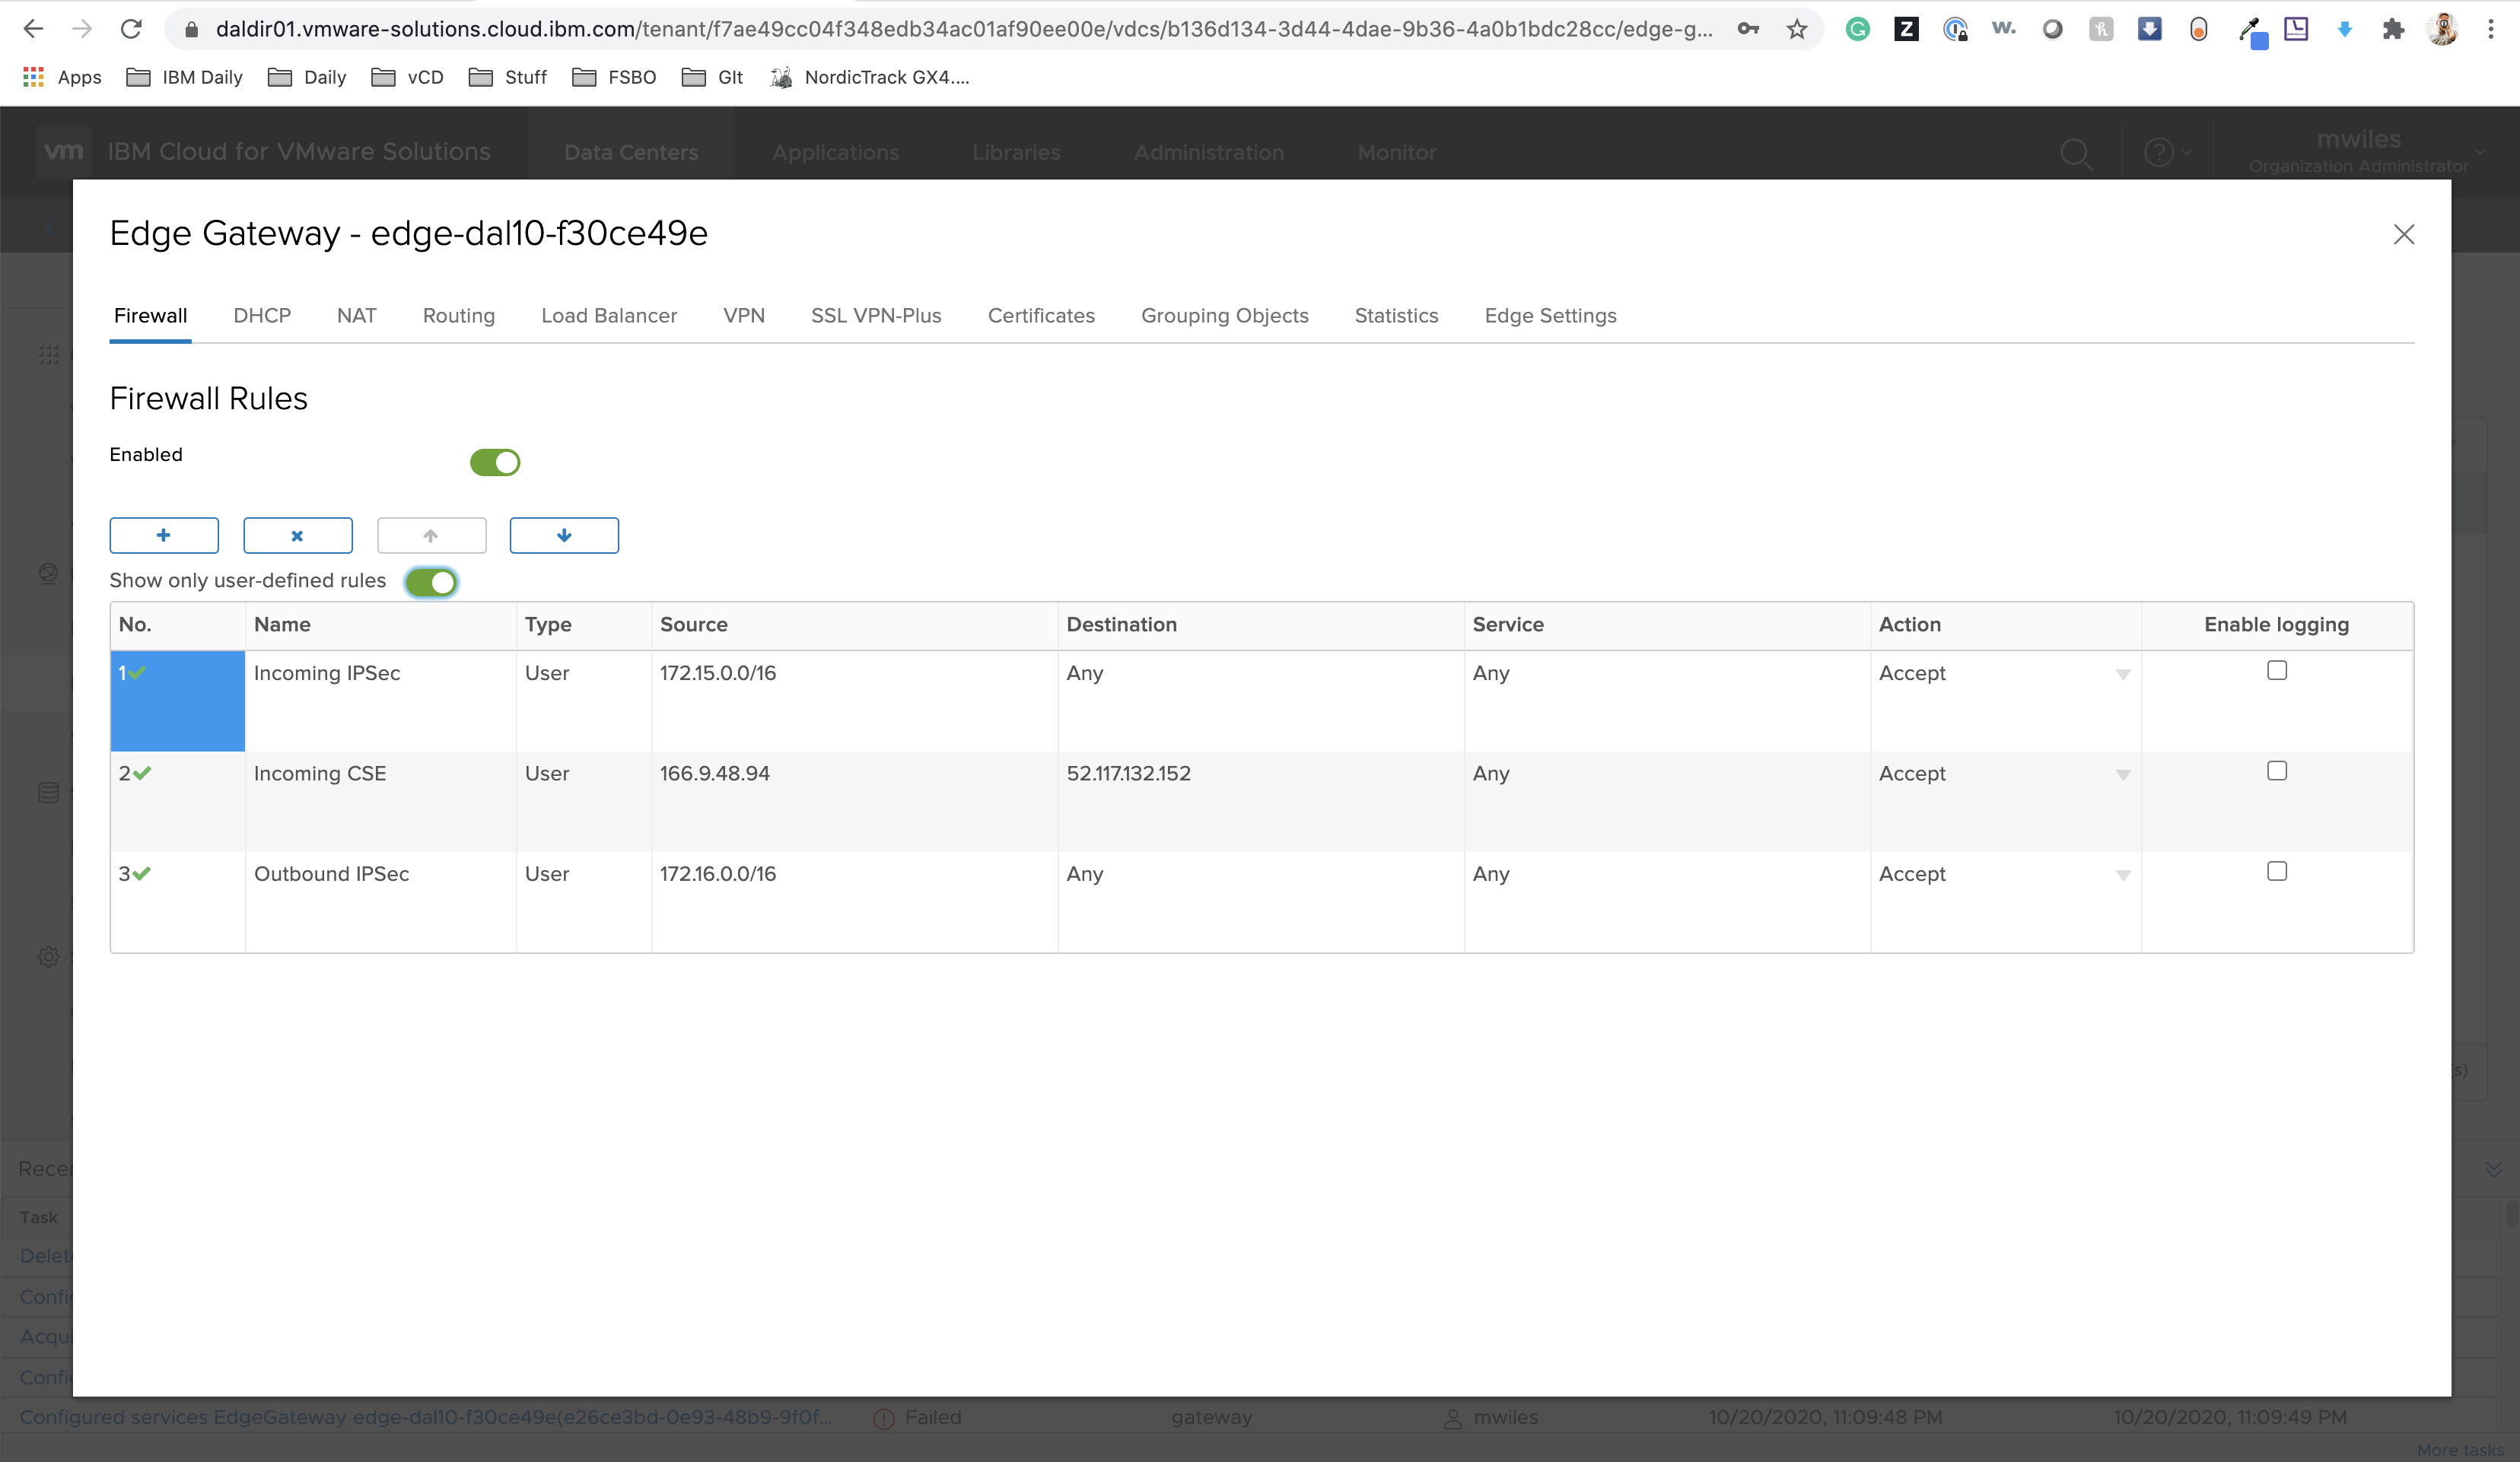 daldir01.vmware-solutions.cloud.ibm.com/tenant/f7ae49cc04f348edb34ac01af90ee00e/vdcs/b136d134-3d44-4dae-9b36-4a0b1bdc28cc/edge-g...
Apps IBM Daily Daily vCD Stuff FSBO GIt NordicTrack GX4....
vm IBM Cloud for VMware Solutions Data Centers Applications Libraries Administration Monitor mwiles
Organization Administrator
Edge Gateway - edge-dal10-f30ce49e
Firewall DHCP NAT Routing Load Balancer VPN SSL VPN-Plus Certificates Grouping Objects Statistics Edge Settings
Firewall Rules
Enabled
Show only user-defined rules
No. Name Type Source Destination Service Action Enable logging
1 Incoming IPSec User 172.15.0.0/16 Any Any Accept
2 Incoming CSE User 166.9.48.94 52.117.132.152 Any Accept
3 Outbound IPSec User 172.16.0.0/16 Any Any Accept
s)
Recen
Task
Delete
Config
Acqui
Config
Configured services EdgeGateway edge-dal10-f30ce49e(e26ce3bd-0e93-48b9-9f0f... Failed gateway mwiles 10/20/2020, 11:09:48 PM 10/20/2020, 11:09:49 PM
More tasks